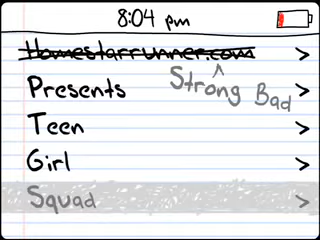 8:04 pm
Homestarrunner.com >
Strong Bad
Presents >
Teen >
Girl >
Squad >